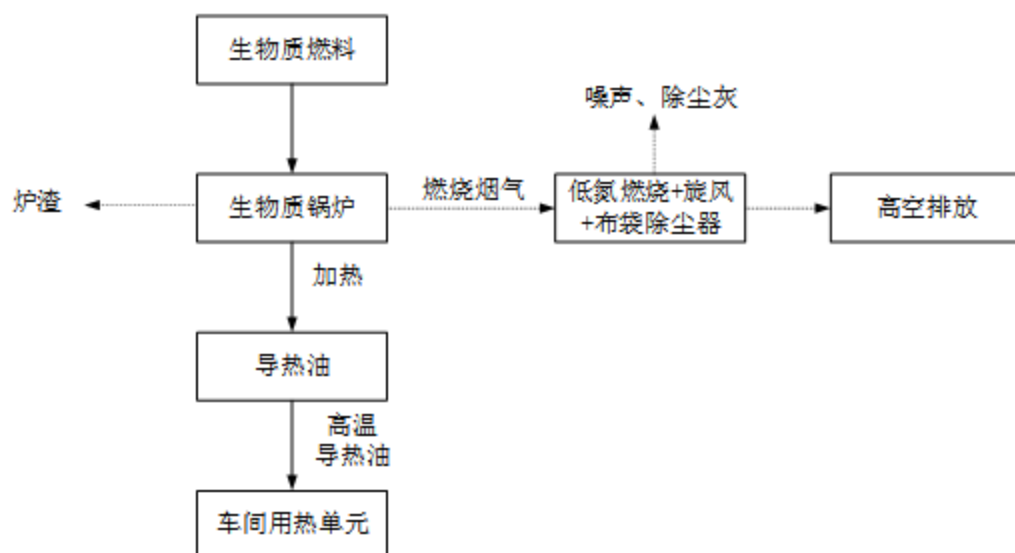 生物质燃料
噪声、除尘灰
炉渣
生物质锅炉
燃烧烟气
低氮燃烧+旋风
+布袋除尘器
高空排放
加热
导热油
高温
导热油
车间用热单元